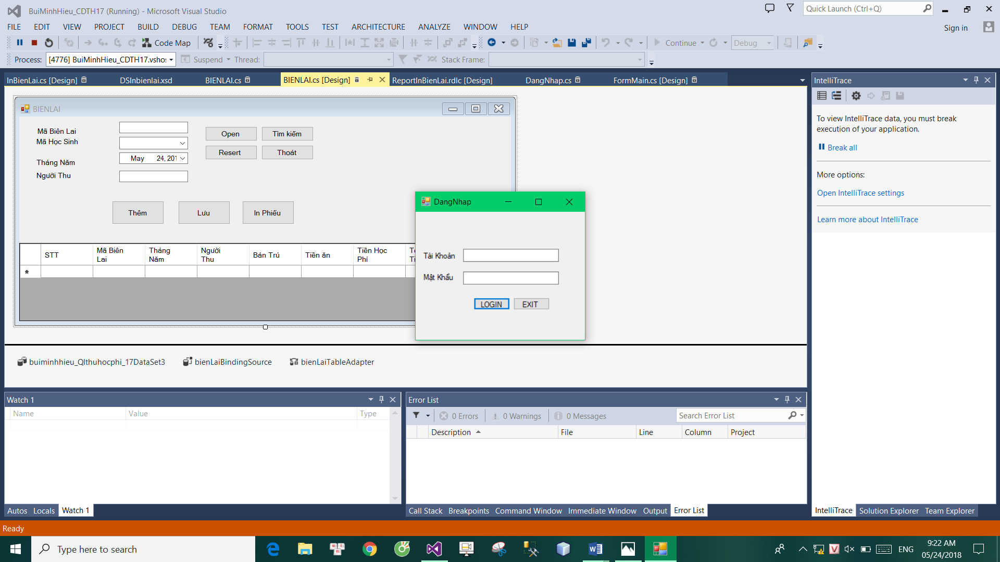 BuiMinhHieu_CDTH17 (Running) - Microsoft Visual Studio
Quick Launch (Ctrl+Q)
FILE EDIT VIEW PROJECT BUILD DEBUG TEAM FORMAT TOOLS TEST ARCHITECTURE ANALYZE WINDOW HELP
Sign in
Code Map
Continue
Debug
Process: [4776] BuiMinhHieu_CDTH17.vshos Suspend Thread: Stack Frame:
InBienLai.cs [Design] DSInbienlai.xsd BIENLAI.cs BIENLAI.cs [Design] ReportInBienLai.rdlc [Design] DangNhap.cs FormMain.cs [Design]
IntelliTrace
BIENLAI
Mã Biên Lai
Mã Học Sinh
Tháng Năm
May 24, 201
Người Thu
Open Tìm kiếm
Resert Thoát
Thêm Lưu In Phiếu
STT Mã Biên Lai Tháng Năm Người Thu Bán Trú Tiền ăn Tiền Học Phí
*
DangNhap
Tài Khoản
Mật Khẩu
LOGIN EXIT
To view IntelliTrace data, you must break
execution of your application.
Break all
More options:
Open IntelliTrace settings
Learn more about IntelliTrace
buiminhhieu_Qlthuhocphi_17DataSet3 bienLaiBindingSource bienLaiTableAdapter
Watch 1
Name Value Type
Autos Locals Watch 1
Error List
0 Errors 0 Warnings 0 Messages
Search Error List
Description File Line Column Project
Call Stack Breakpoints Command Window Immediate Window Output Error List
IntelliTrace Solution Explorer Team Explorer
Ready
Type here to search
ENG
9:22 AM
05/24/2018